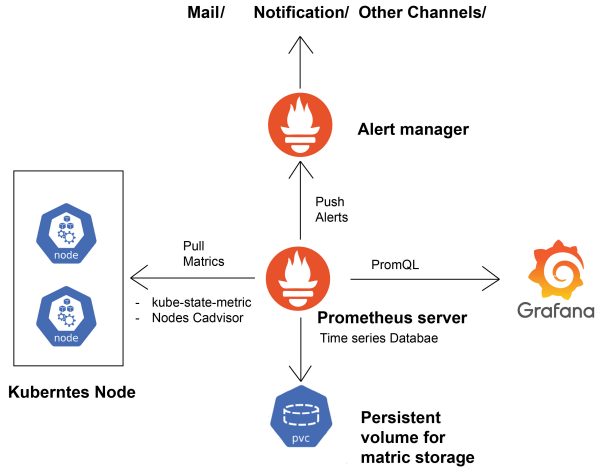 Mail/ Notification/ Other Channels/
Alert manager
Push
Alerts
node
node
Kuberntes Node
Pull
Matrics
- kube-state-metric
- Nodes Cadvisor
PromQL
Prometheus server
Time series Databae
Grafana
pvc
Persistent
volume for
matric storage